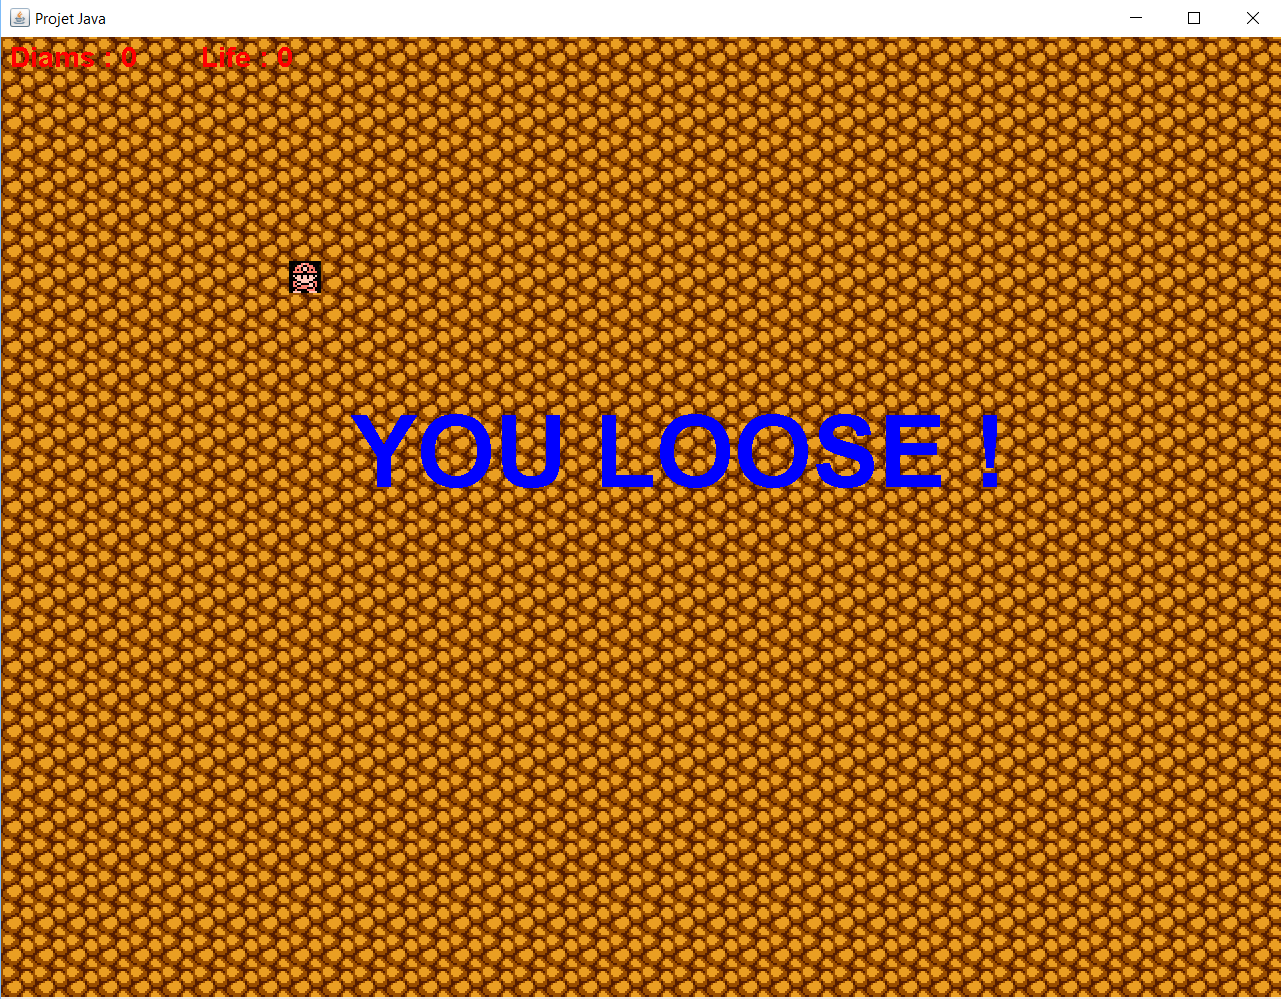 Projet Java
Diams : 0 Life : 0
YOU LOOSE !